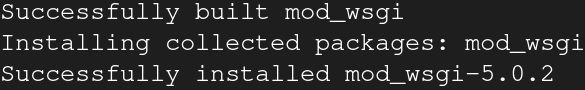 Successfully built mod_wsgi
Installing collected packages: mod_wsgi
Successfully installed mod_wsgi-5.0.2